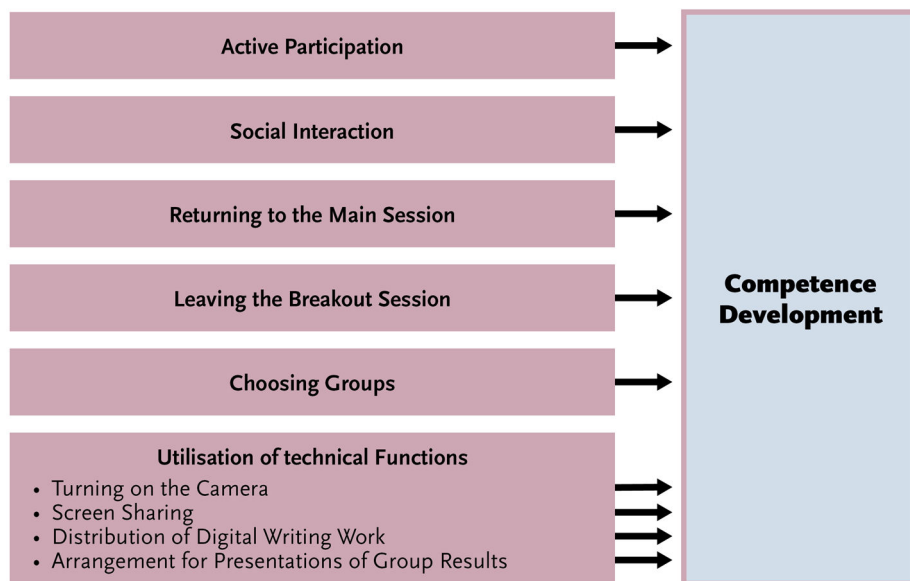 Active Participation
Social Interaction
Returning to the Main Session
Leaving the Breakout Session
Choosing Groups
Utilisation of technical Functions
• Turning on the Camera
• Screen Sharing
• Distribution of Digital Writing Work
• Arrangement for Presentations of Group Results
Competence
Development